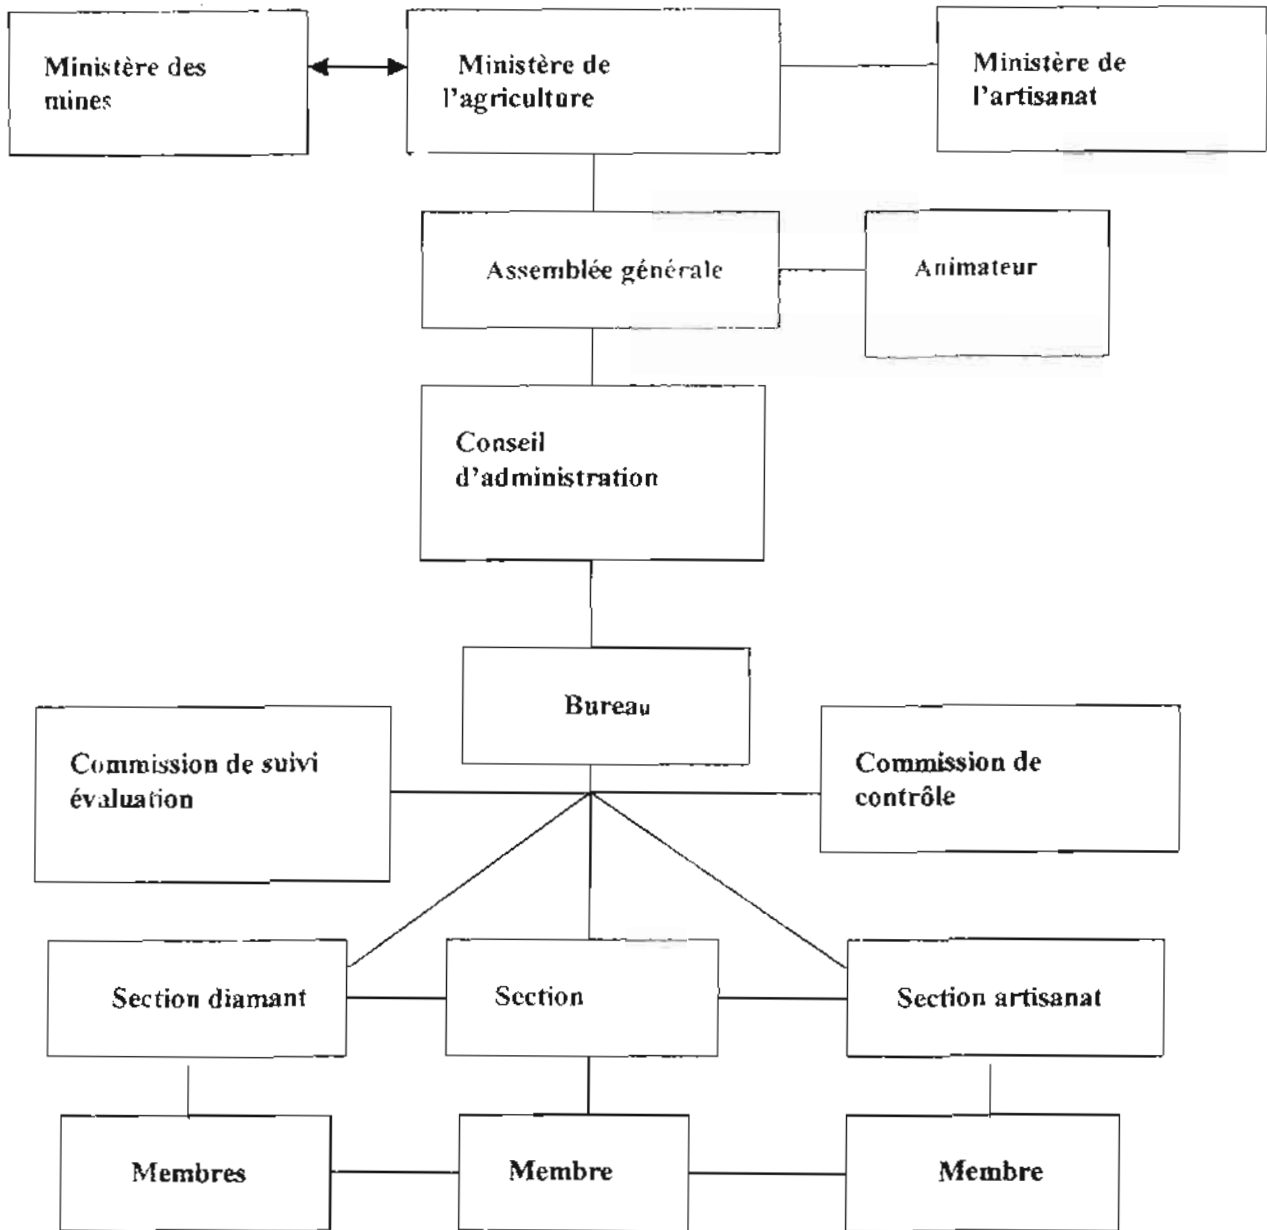 Ministère des
mines
Ministère de
l'agriculture
Ministère de
l'artisanat
Assemblée générale
Animateur
Conseil
d'administration
Bureau
Commission de suivi
évaluation
Commission de
contrôle
Section diamant
Section
Section artisanat
Membres
Membre
Membre